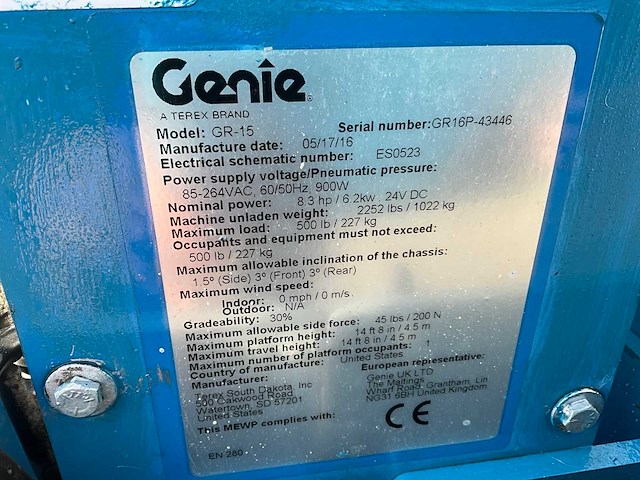 Genie
A TEREX BRAND
Model: GR-15 Serial number: GR16P-43446
Manufacture date: 05/17/16
Electrical schematic number: ES0523
Power supply voltage/Pneumatic pressure:
85-264VAC, 60/50Hz, 900W
Nominal power: 8.3 hp / 6.2kw , 24V DC
Machine unladen weight: 2252 lbs / 1022 kg
Maximum load: 500 lb / 227 kg
Occupants and equipment must not exceed:
500 lb / 227 kg
Maximum allowable inclination of the chassis:
1.5º (Side) 3º (Front) 3º (Rear)
Maximum wind speed:
Indoor: 0 mph / 0 m/s
Outdoor: N/A
Gradeability: 30%
Maximum allowable side force: 45 lbs / 200 N
Maximum platform height: 14 ft 8 in / 4.5 m
Maximum travel height: 14 ft 8 in / 4.5 m
Maximum number of platform occupants: 1
Country of manufacture: United States
Manufacturer: European representative:
Terex South Dakota, Inc Genie UK LTD
500 Oakwood Road The Maltings
Watertown, SD 57201 Wharf Road, Grantham, Lin
United States NG31 6BH United Kingdom
This MEWP complies with: CE
EN 280